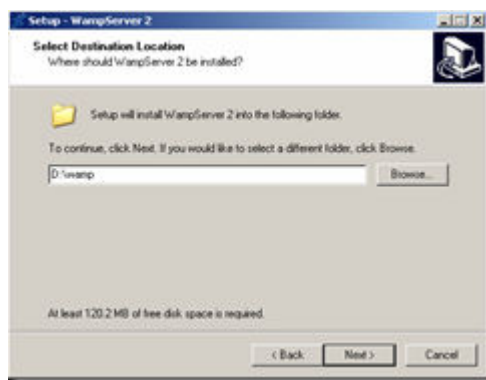 Setup - WampServer 2
Select Destination Location
Where should WampServer 2 be installed?
Setup will install WampServer 2 into the following folder.
To continue, click Next. If you would like to select a different folder, click Browse.
D:\wamp
Browse...
At least 120.2 MB of free disk space is required.
< Back
Next >
Cancel